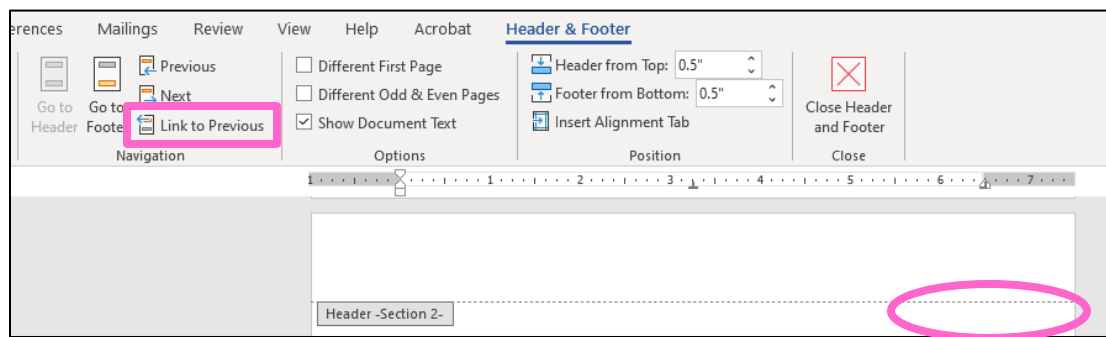 erences Mailings Review View Help Acrobat Header & Footer
Previous Different First Page Header from Top: 0.5"
Go to Header Go to Footer Next Different Odd & Even Pages Footer from Bottom: 0.5" Close Header and Footer
Link to Previous Show Document Text Insert Alignment Tab
Navigation Options Position Close
1 1 2 3 4 5 6 7
Header -Section 2-